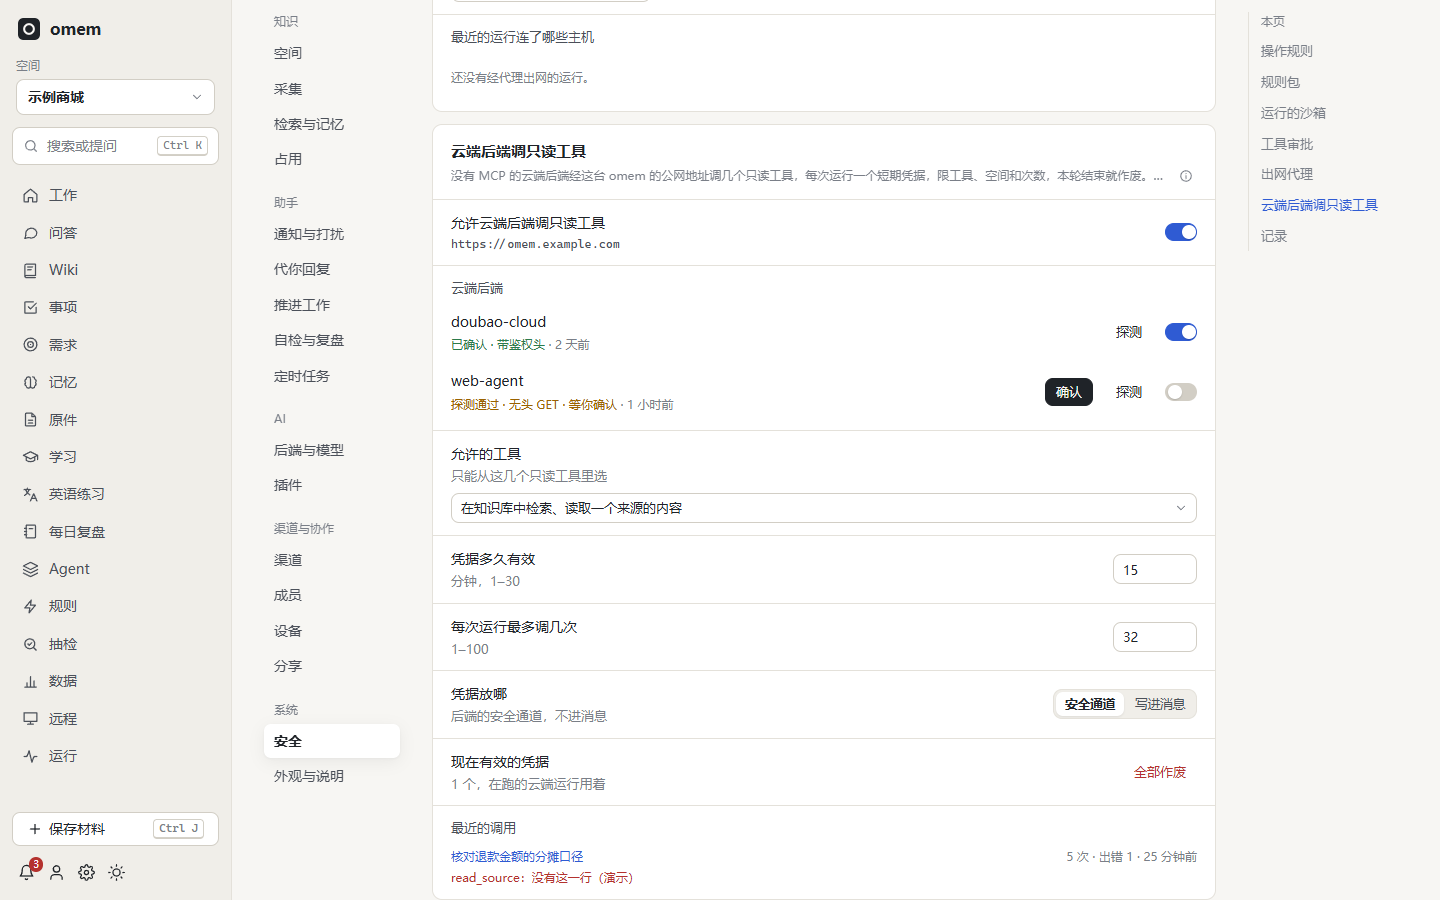 omem
空间
示例商城
搜索或提问 Ctrl K
工作
问答
Wiki
事项
需求
记忆
原件
学习
英语练习
每日复盘
Agent
规则
抽检
数据
远程
运行
保存材料 Ctrl J
3
知识
空间
采集
检索与记忆
占用
助手
通知与打扰
代你回复
推进工作
自检与复盘
定时任务
AI
后端与模型
插件
渠道与协作
渠道
成员
设备
分享
系统
安全
外观与说明
最近的运行连了哪些主机
还没有经代理出网的运行。
云端后端调只读工具
没有 MCP 的云端后端经这台 omem 的公网地址调几个只读工具，每次运行一个短期凭据，限工具、空间和次数，本轮结束就作废。...
允许云端后端调只读工具
https://omem.example.com
云端后端
doubao-cloud
已确认 · 带鉴权头 · 2 天前
探测
web-agent
探测通过 · 无头 GET · 等你确认 · 1 小时前
确认 探测
允许的工具
只能从这几个只读工具里选
在知识库中检索、读取一个来源的内容
凭据多久有效
分钟，1–30
15
每次运行最多调几次
1–100
32
凭据放哪
后端的安全通道，不进消息
安全通道 写进消息
现在有效的凭据
1 个，在跑的云端运行用着
全部作废
最近的调用
核对退款金额的分摊口径
5 次 · 出错 1 · 25 分钟前
read_source：没有这一行（演示）
本页
操作规则
规则包
运行的沙箱
工具审批
出网代理
云端后端调只读工具
记录